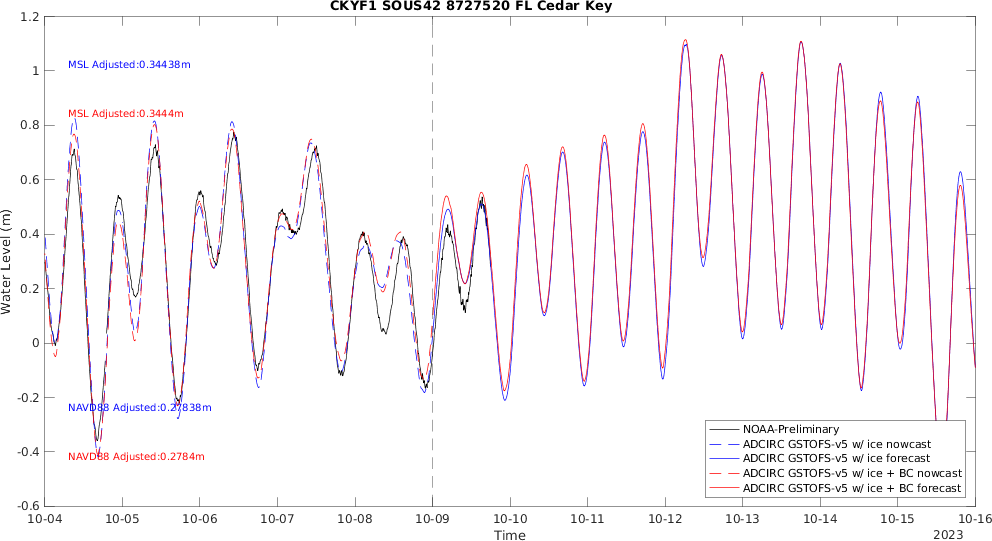 CKYF1 SOUS42 8727520 FL Cedar Key
1.2
1
0.8
0.6
0.4
0.2
0
-0.2
-0.4
-0.6
Water Level (m)
MSL Adjusted:0.34438m
MSL Adjusted:0.3444m
NAVD88 Adjusted:0.27838m
NAVD88 Adjusted:0.2784m
NOAA-Preliminary
ADCIRC GSTOFS-v5 w/ ice nowcast
ADCIRC GSTOFS-v5 w/ ice forecast
ADCIRC GSTOFS-v5 w/ ice + BC nowcast
ADCIRC GSTOFS-v5 w/ ice + BC forecast
10-04 10-05 10-06 10-07 10-08 10-09 10-10 10-11 10-12 10-13 10-14 10-15 10-16
Time
2023